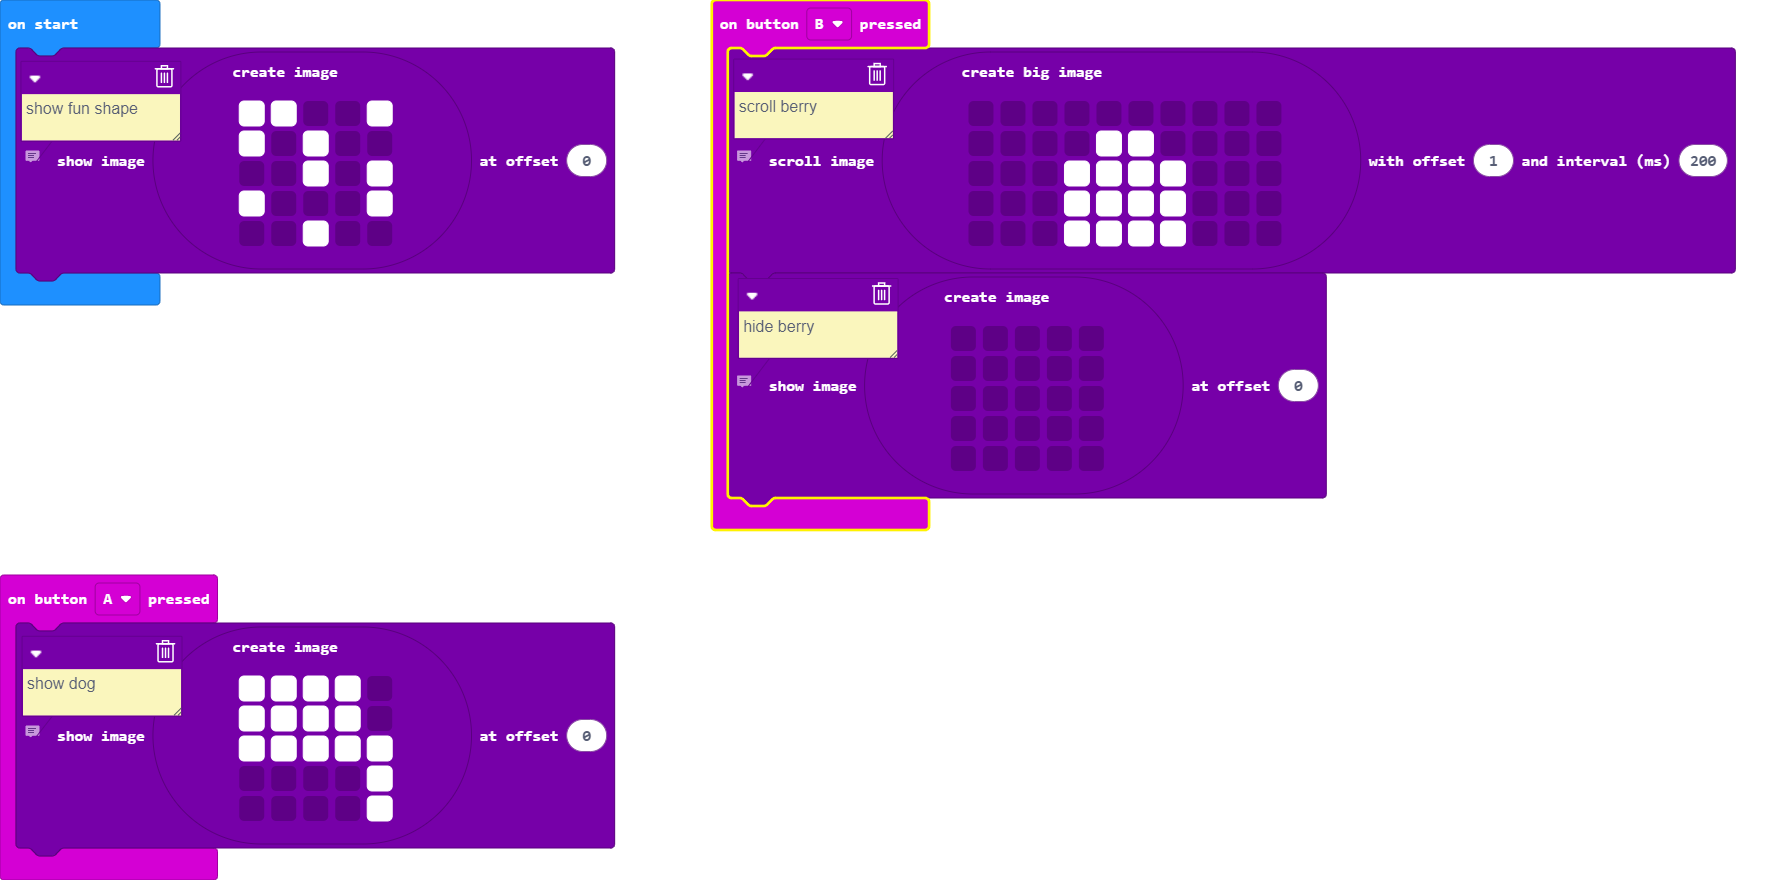 on start
show fun shape
create image
show image
at offset 0
on button B pressed
scroll berry
create big image
scroll image
with offset 1 and interval (ms) 200
hide berry
create image
show image
at offset 0
on button A pressed
show dog
create image
show image
at offset 0